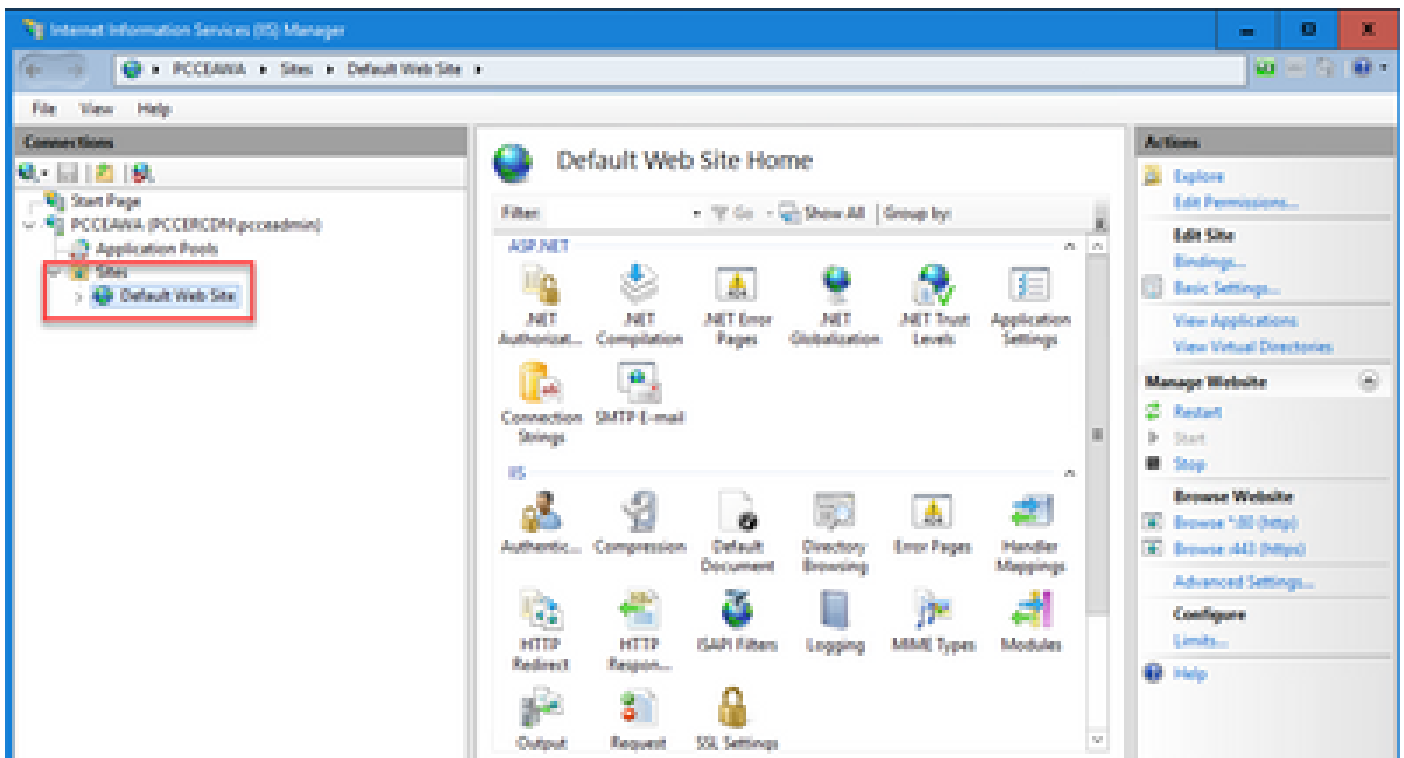 Internet Information Services (IIS) Manager
PCCEAWA Sites Default Web Site
File View Help
Connections
Start Page
PCCEAWA (PCCERCDN\pcceadmin)
Application Pools
Sites
Default Web Site
Default Web Site Home
Filter: Go Show All Group by:
ASP.NET
.NET Authorizat...
.NET Compilation
.NET Error Pages
.NET Globalization
.NET Trust Levels
Application Settings
Connection Strings
SMTP E-mail
IIS
Authentic...
Compression
Default Document
Directory Browsing
Error Pages
Handler Mappings
HTTP Redirect
HTTP Respon...
ISAPI Filters
Logging
MIME Types
Modules
Output
Request
SSL Settings
Actions
Explore
Edit Permissions...
Edit Site
Bindings...
Basic Settings...
View Applications
View Virtual Directories
Manage Website
Restart
Start
Stop
Browse Website
Browse *:80 (http)
Browse :443 (https)
Advanced Settings...
Configure
Limits...
Help